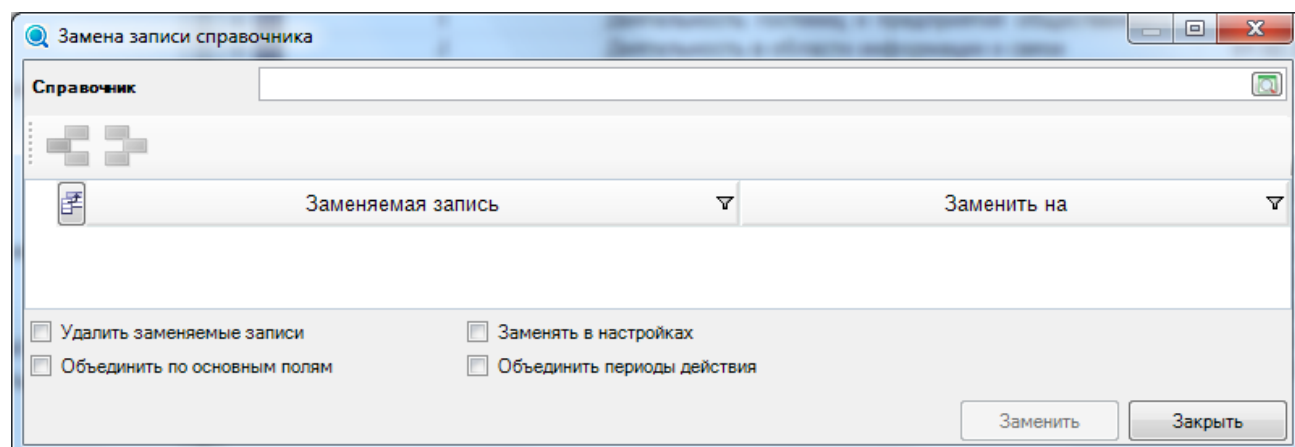 Замена записи справочника
Справочник
Заменяемая запись Заменить на
Удалить заменяемые записи Заменять в настройках
Объединить по основным полям Объединить периоды действия
Заменить Закрыть